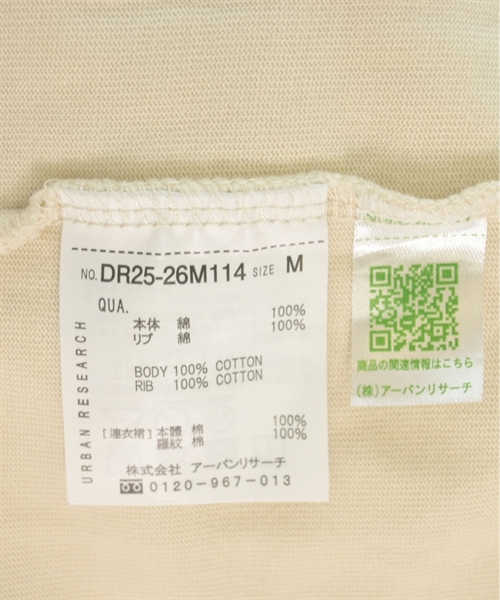 NO. DR25-26M114 SIZE M
QUA.
本体 綿 100%
リブ 綿 100%
BODY 100% COTTON
RIB 100% COTTON
[連衣裙] 本體 棉 100%
羅紋 棉 100%
株式会社 アーバンリサーチ
0120-967-013
URBAN RESEARCH
商品の関連情報はこちら
(株)アーバンリサーチ